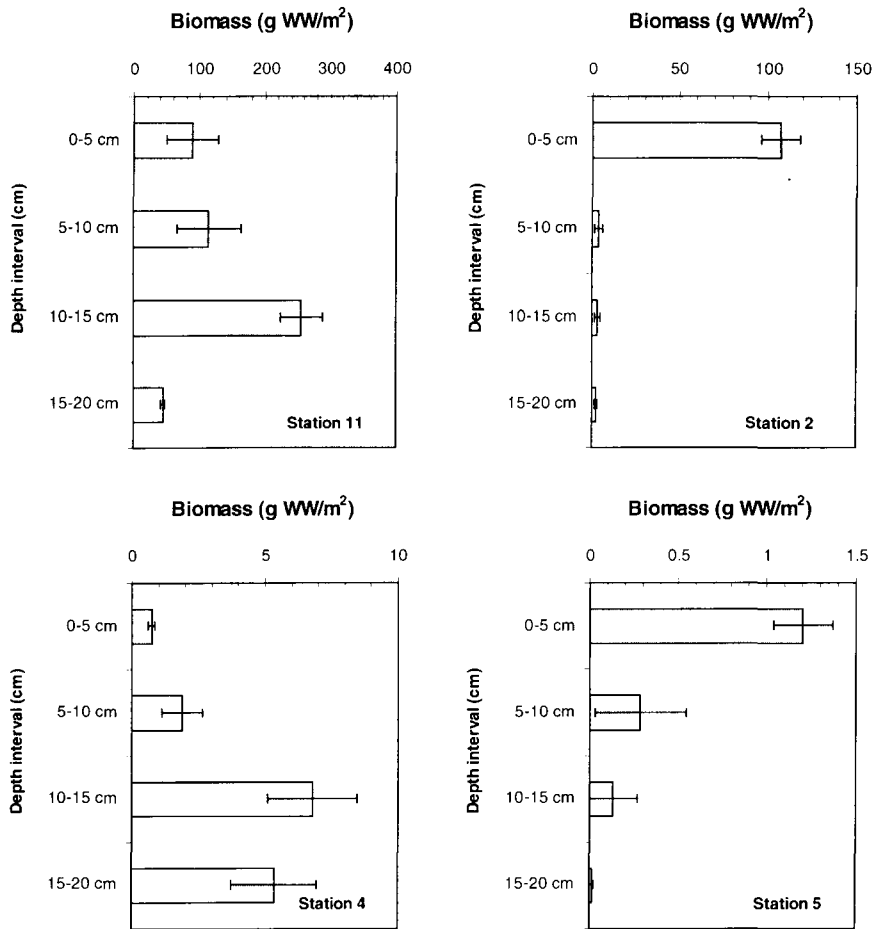 Biomass (g WW/m²)
0 100 200 300 400
Depth interval (cm)
0-5 cm
5-10 cm
10-15 cm
15-20 cm
Station 11
Biomass (g WW/m²)
0 50 100 150
Depth interval (cm)
0-5 cm
5-10 cm
10-15 cm
15-20 cm
Station 2
Biomass (g WW/m²)
0 5 10
Depth interval (cm)
0-5 cm
5-10 cm
10-15 cm
15-20 cm
Station 4
Biomass (g WW/m²)
0 0.5 1 1.5
Depth interval (cm)
0-5 cm
5-10 cm
10-15 cm
15-20 cm
Station 5